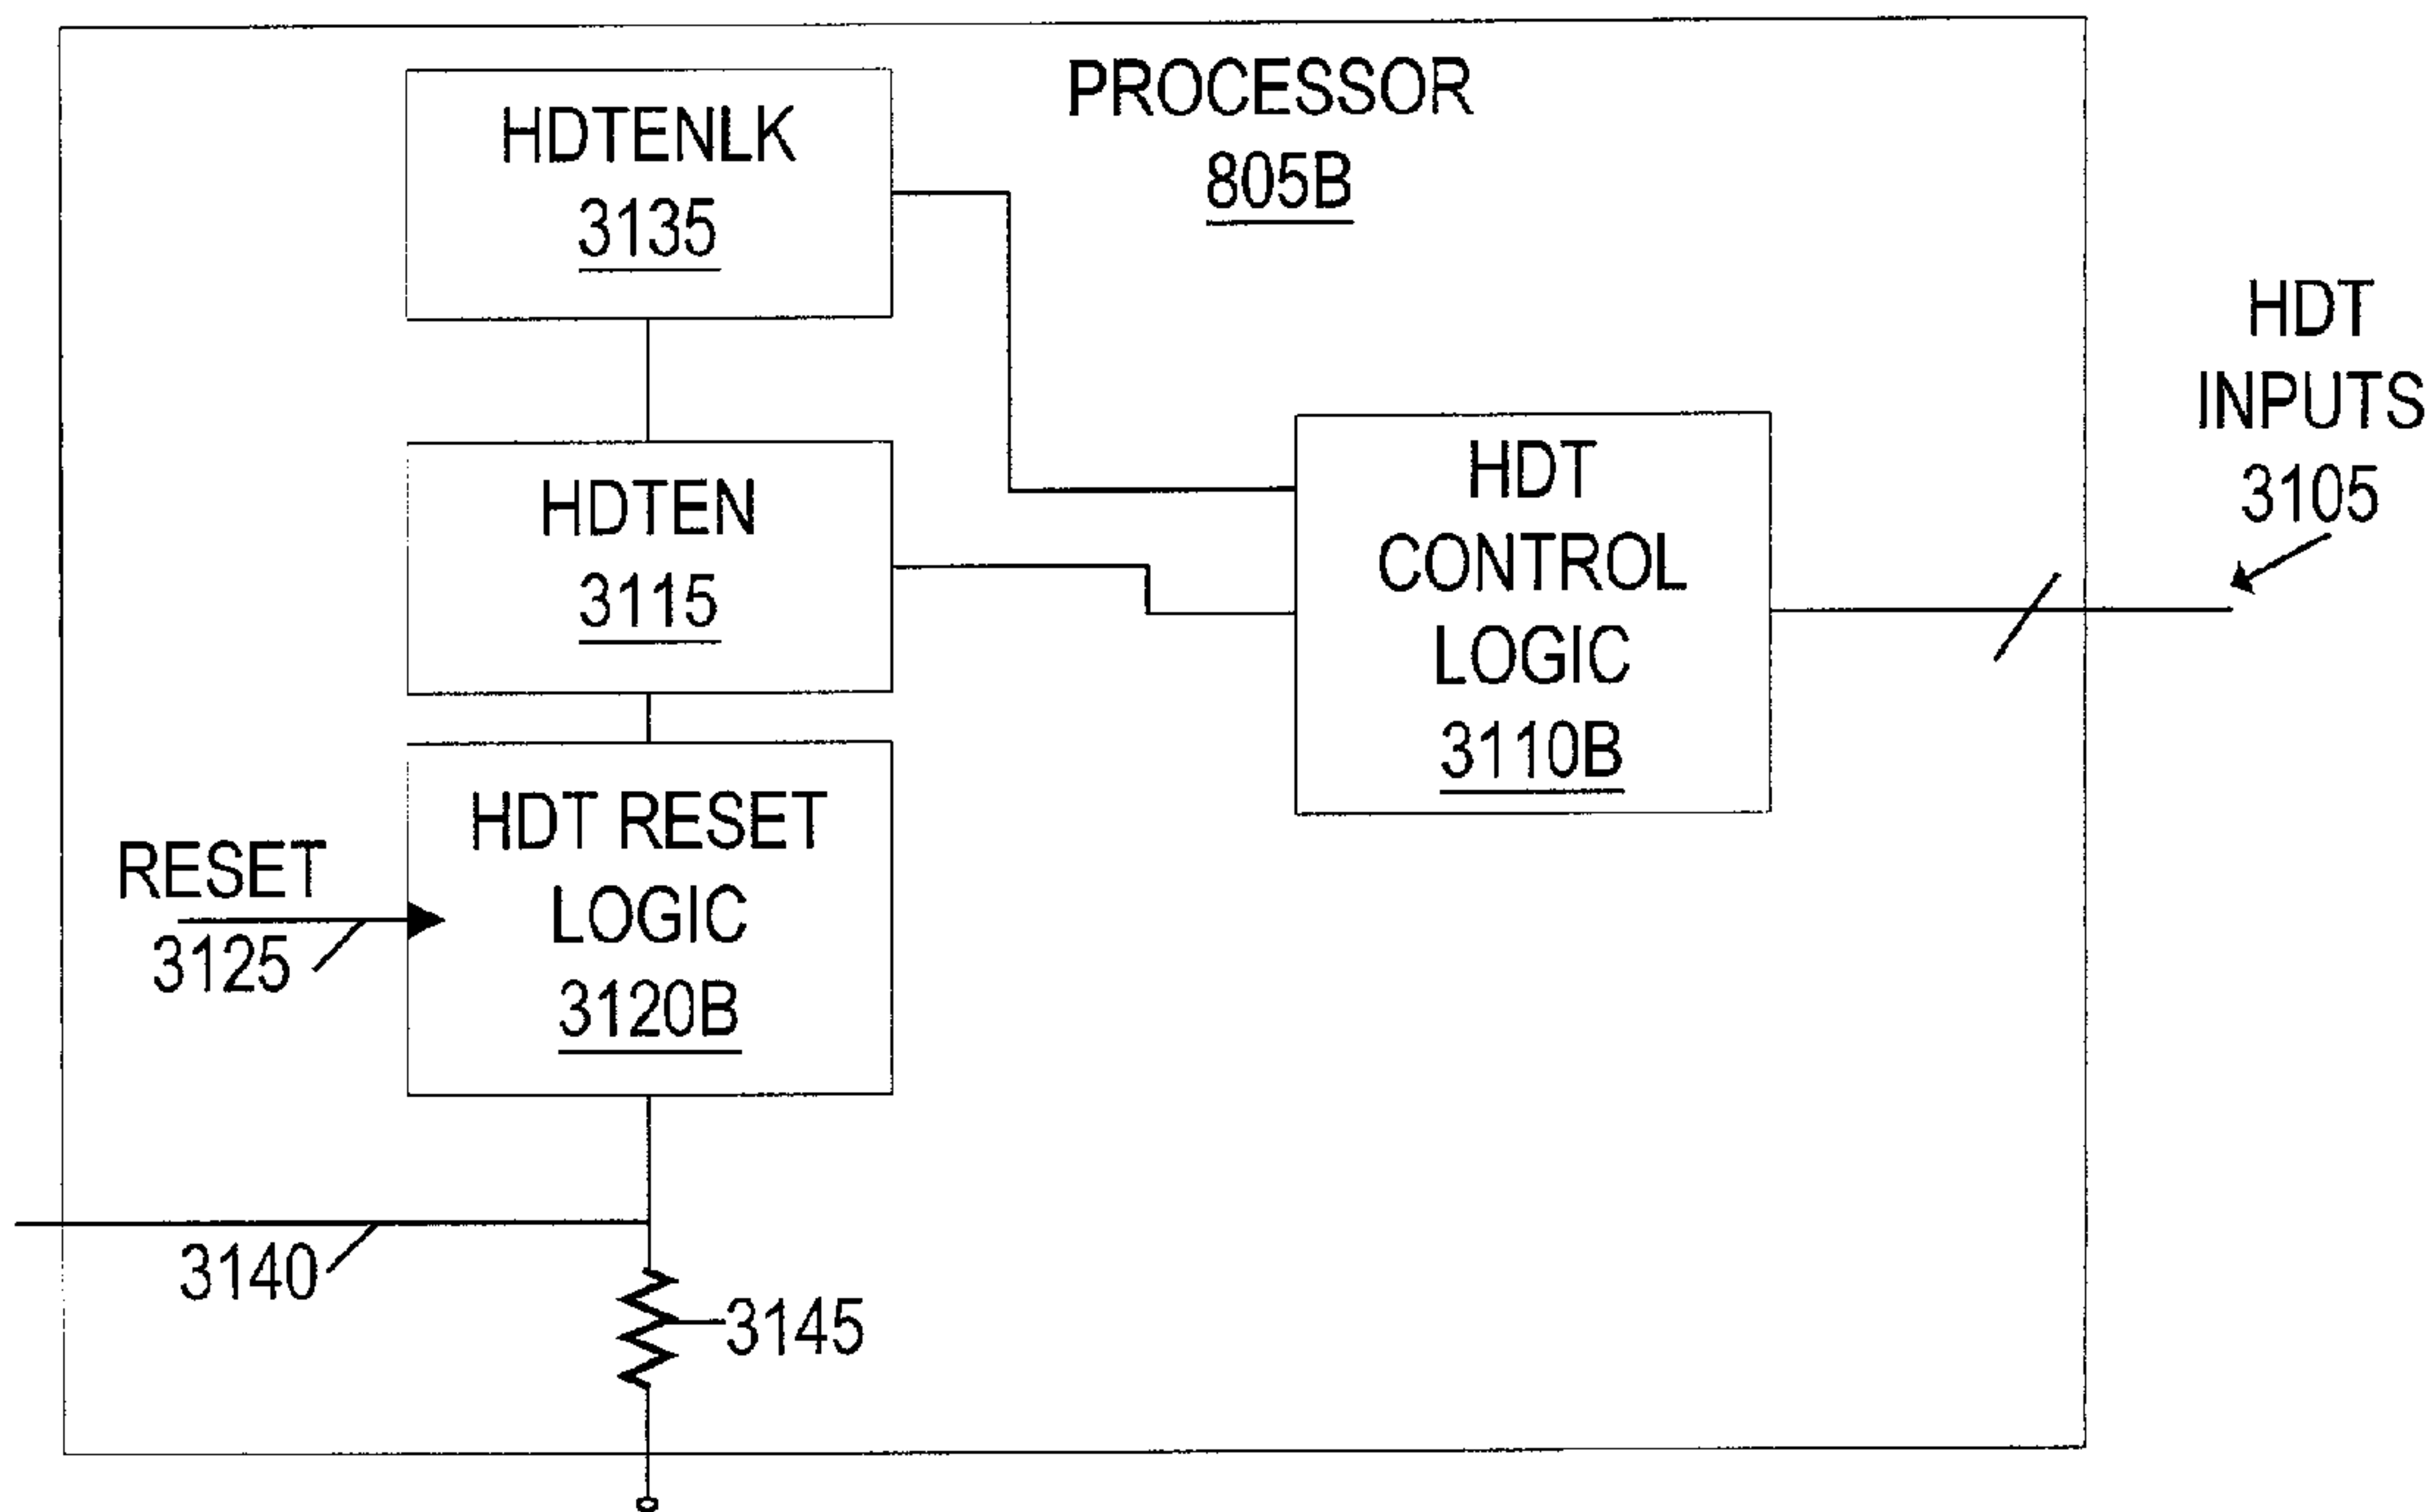 PROCESSOR
805B
HDTENLK
3135
HDT
INPUTS
3105
HDTEN
3115
HDT
CONTROL
LOGIC
3110B
HDT RESET
LOGIC
3120B
RESET
3125
3140
3145